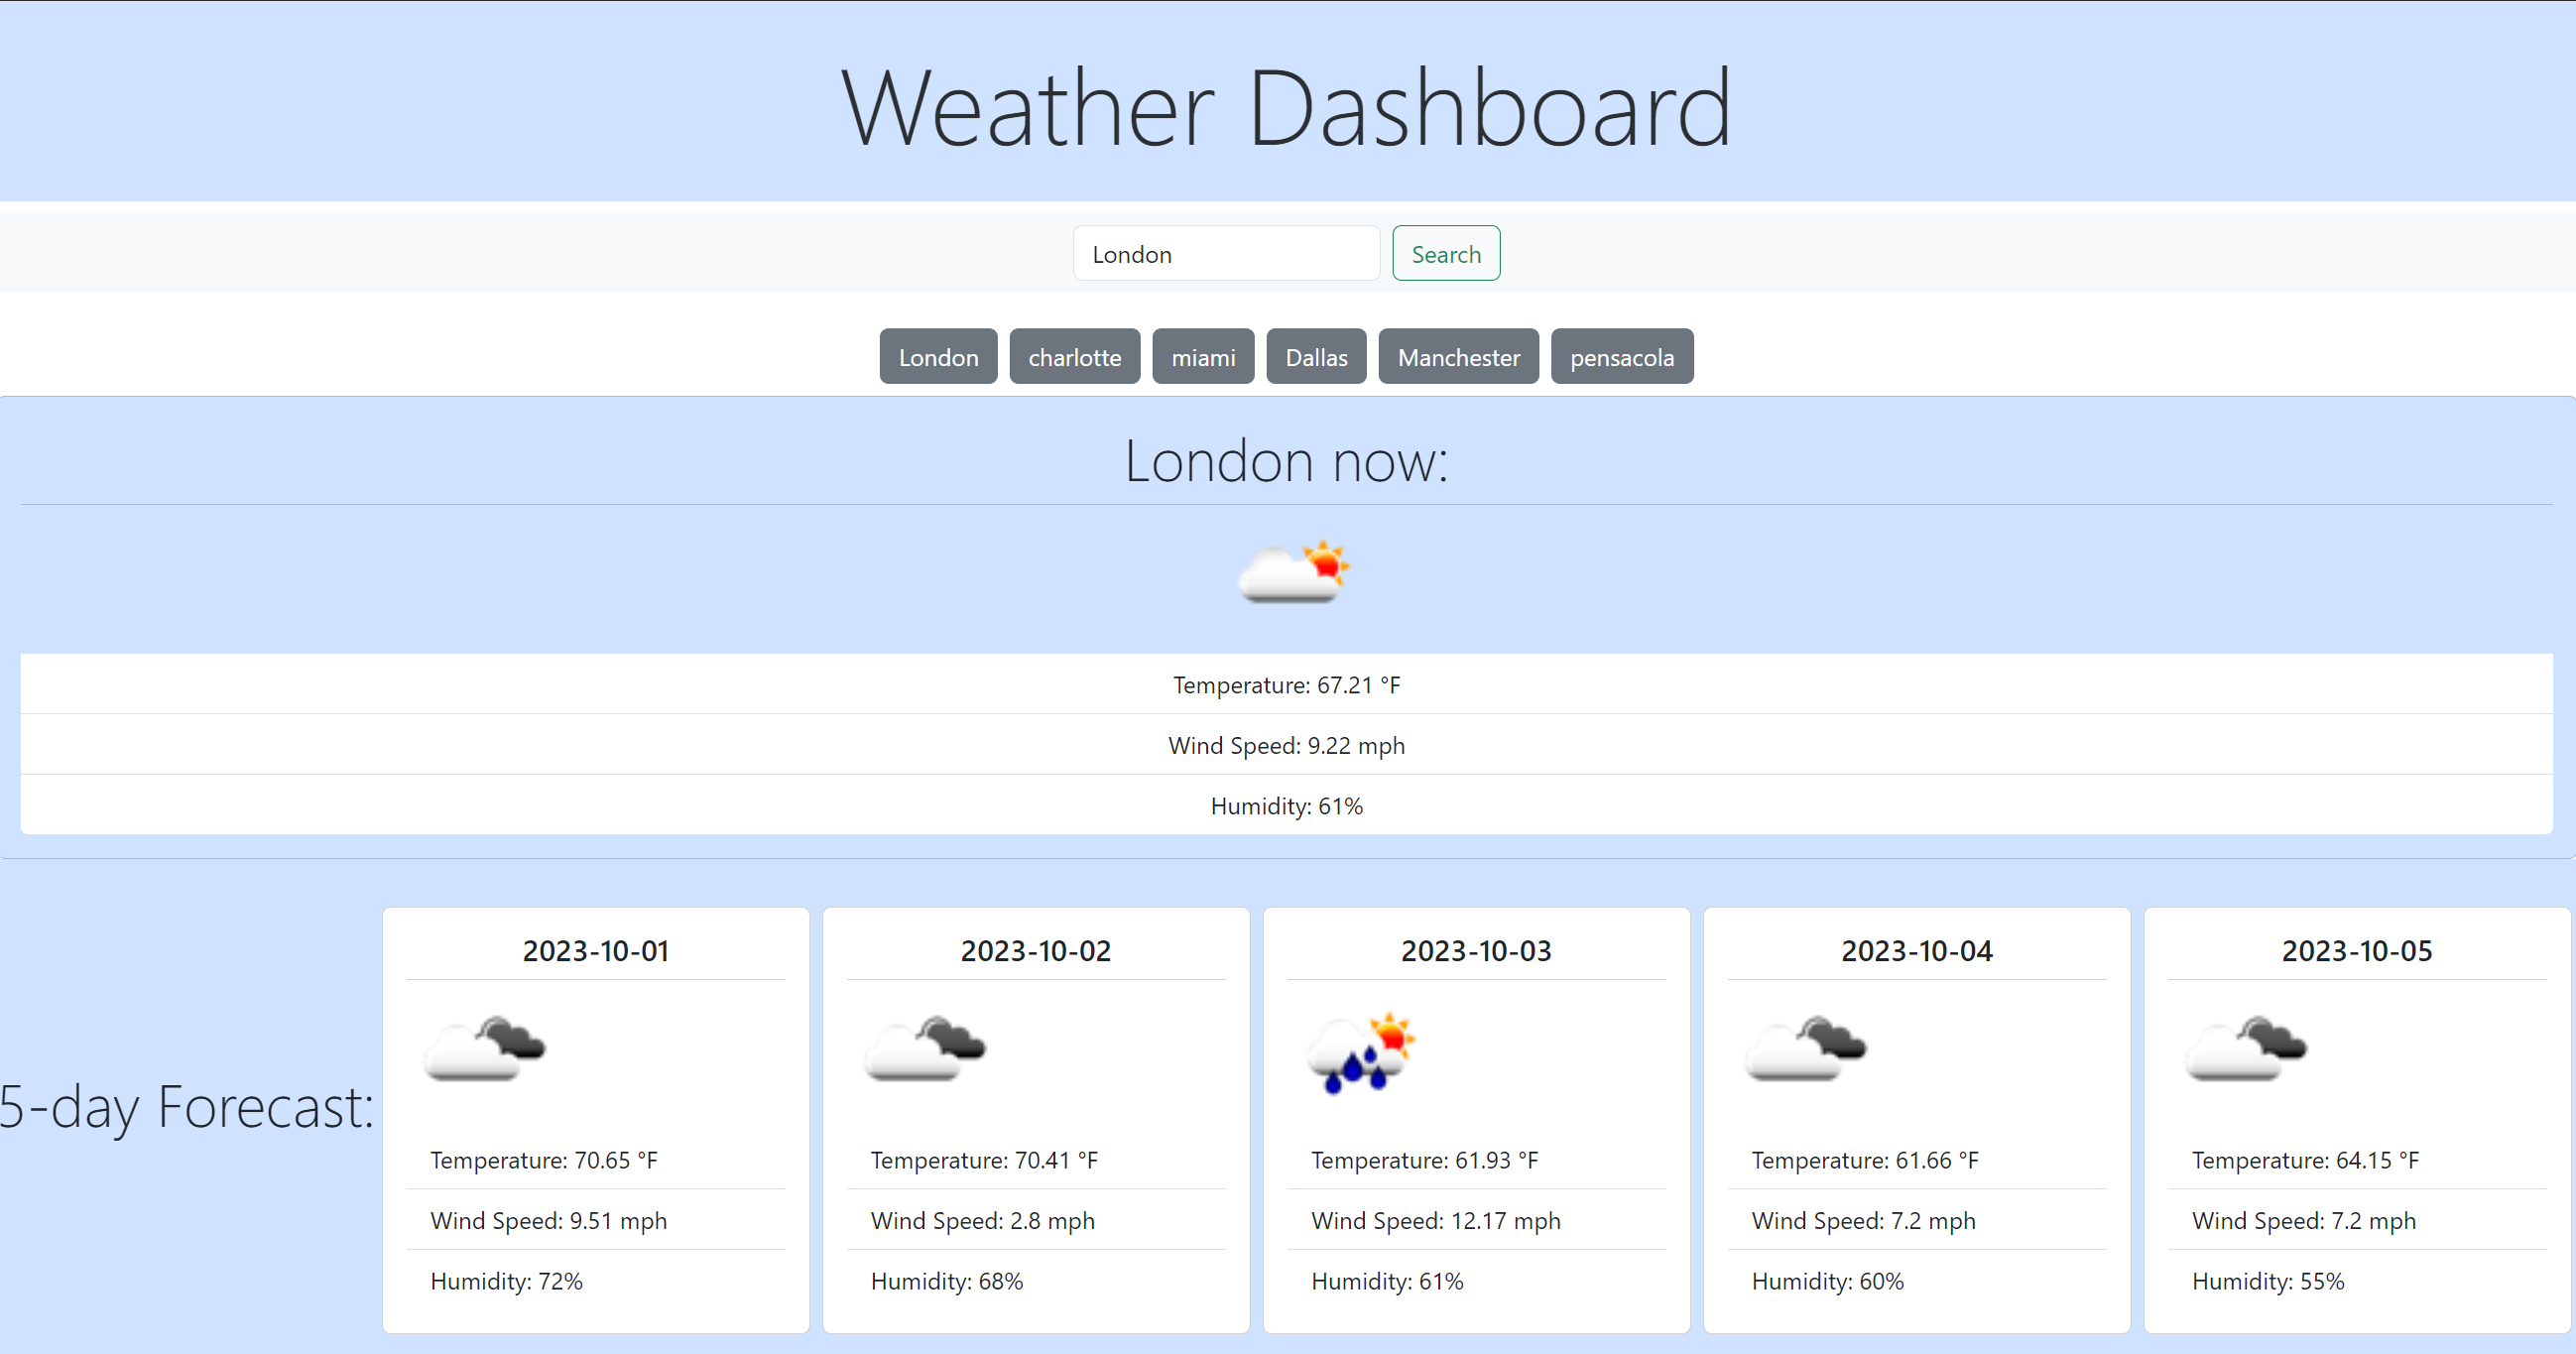 Weather Dashboard
London Search
London charlotte miami Dallas Manchester pensacola
London now:
Temperature: 67.21 °F
Wind Speed: 9.22 mph
Humidity: 61%
5-day Forecast:
2023-10-01
Temperature: 70.65 °F
Wind Speed: 9.51 mph
Humidity: 72%
2023-10-02
Temperature: 70.41 °F
Wind Speed: 2.8 mph
Humidity: 68%
2023-10-03
Temperature: 61.93 °F
Wind Speed: 12.17 mph
Humidity: 61%
2023-10-04
Temperature: 61.66 °F
Wind Speed: 7.2 mph
Humidity: 60%
2023-10-05
Temperature: 64.15 °F
Wind Speed: 7.2 mph
Humidity: 55%